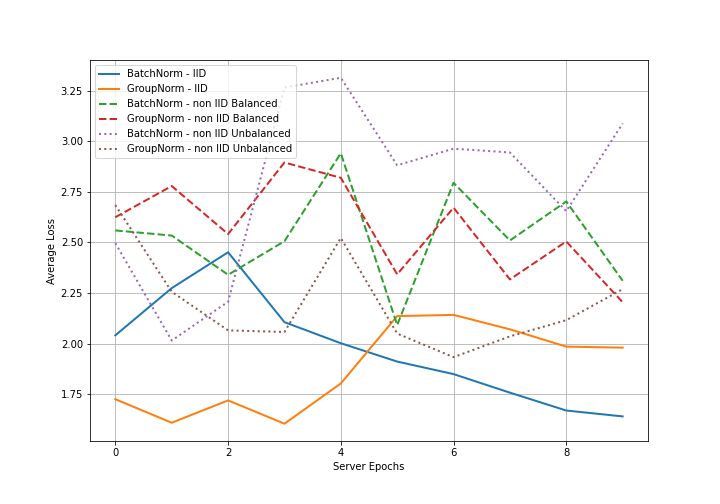 BatchNorm - IID
GroupNorm - IID
BatchNorm - non IID Balanced
GroupNorm - non IID Balanced
BatchNorm - non IID Unbalanced
GroupNorm - non IID Unbalanced
3.25
3.00
2.75
2.50
2.25
2.00
1.75
Average Loss
0 2 4 6 8
Server Epochs